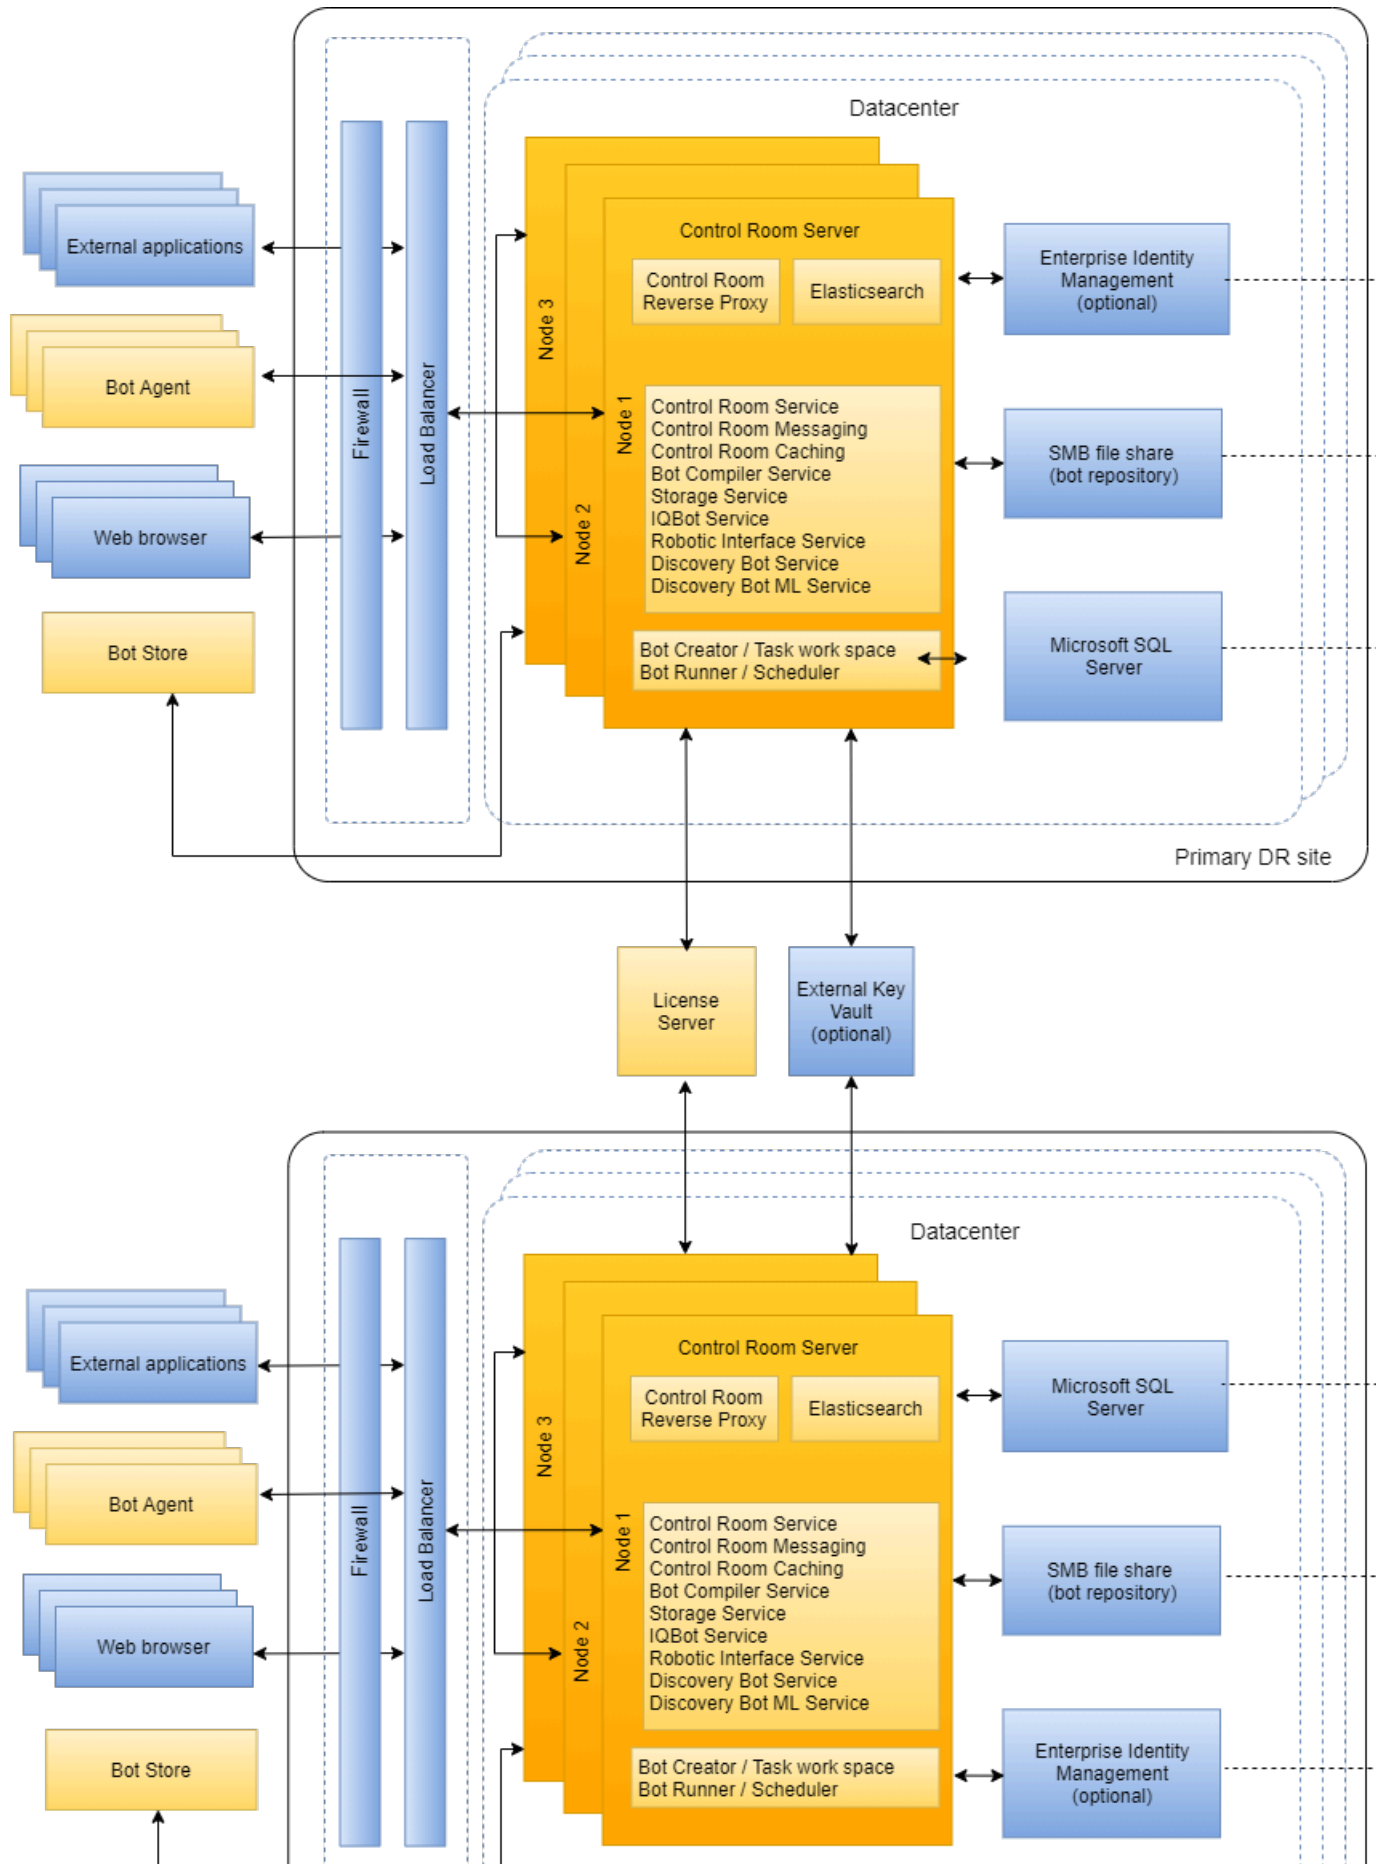 Datacenter
External applications
Bot Agent
Web browser
Bot Store
Firewall
Load Balancer
Node 3
Node 2
Node 1
Control Room Server
Control Room
Reverse Proxy
Elasticsearch
Control Room Service
Control Room Messaging
Control Room Caching
Bot Compiler Service
Storage Service
IQBot Service
Robotic Interface Service
Discovery Bot Service
Discovery Bot ML Service
Bot Creator / Task work space
Bot Runner / Scheduler
Enterprise Identity
Management
(optional)
SMB file share
(bot repository)
Microsoft SQL
Server
Primary DR site
License
Server
External Key
Vault
(optional)
Datacenter
External applications
Bot Agent
Web browser
Bot Store
Firewall
Load Balancer
Node 3
Node 2
Node 1
Control Room Server
Control Room
Reverse Proxy
Elasticsearch
Control Room Service
Control Room Messaging
Control Room Caching
Bot Compiler Service
Storage Service
IQBot Service
Robotic Interface Service
Discovery Bot Service
Discovery Bot ML Service
Bot Creator / Task work space
Bot Runner / Scheduler
Microsoft SQL
Server
SMB file share
(bot repository)
Enterprise Identity
Management
(optional)